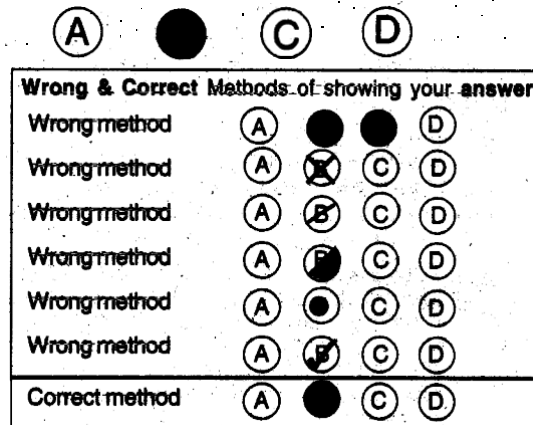 A C D
Wrong & Correct Methods of showing your answer
Wrong method A D
Wrong method A B C D
Wrong method A B C D
Wrong method A B C D
Wrong method A C D
Wrong method A B C D
Correct method A C D